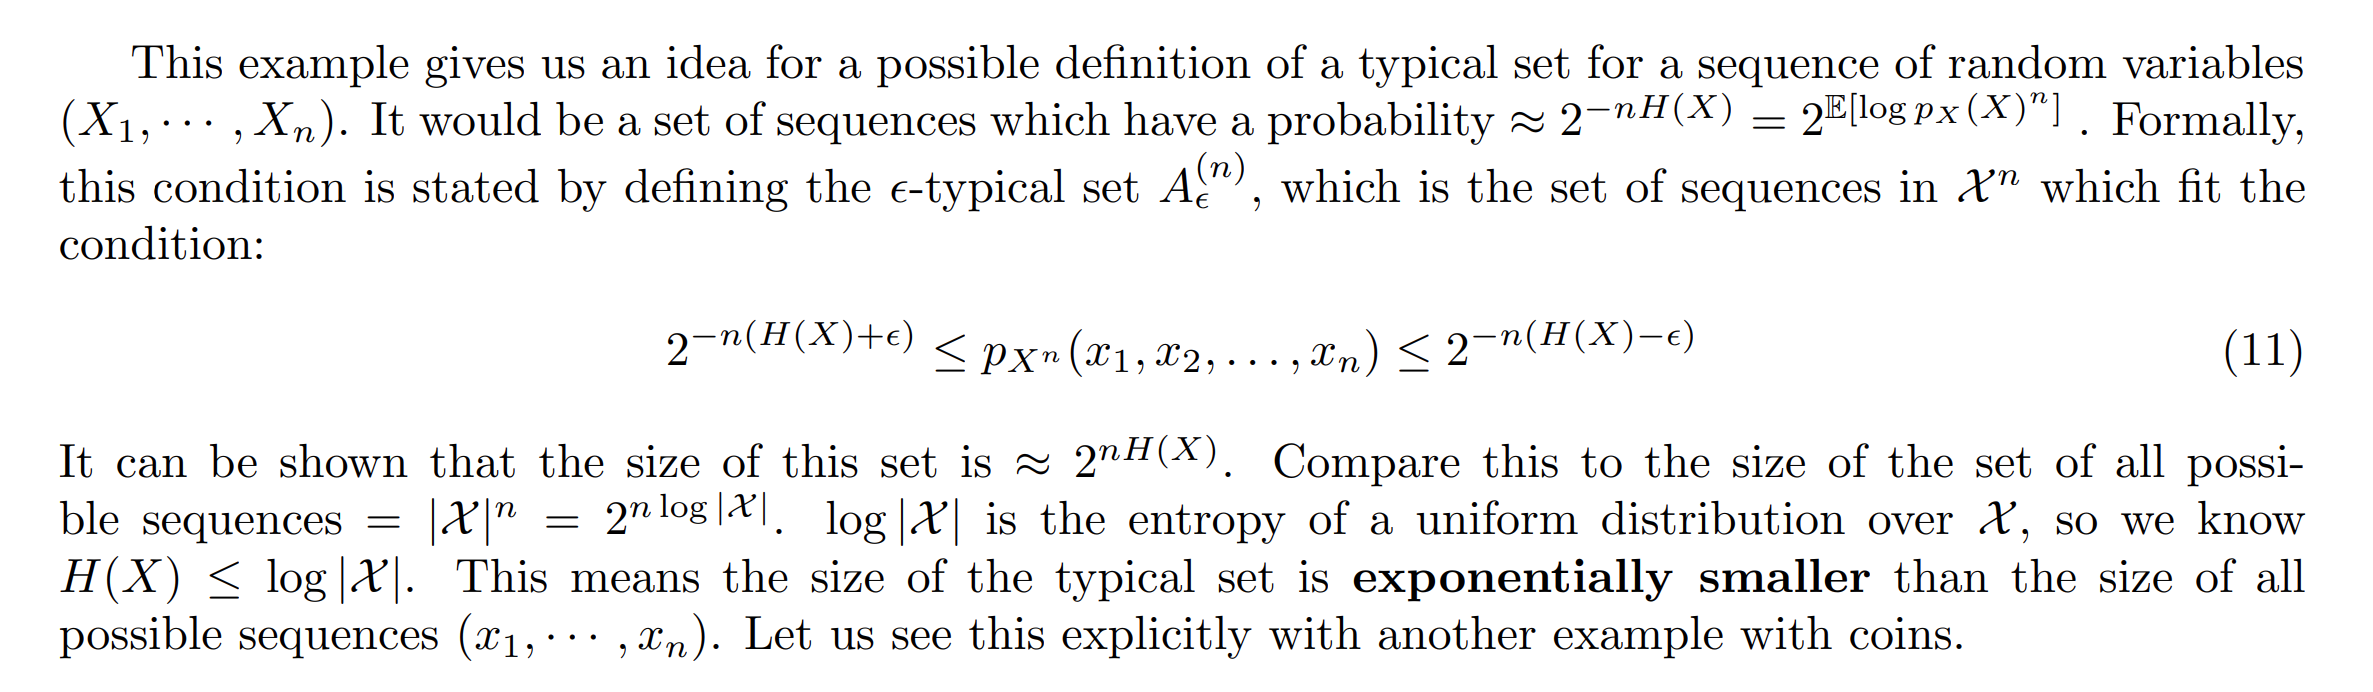 This example gives us an idea for a possible definition of a typical set for a sequence of random variables
$(X_1, \cdots, X_n)$. It would be a set of sequences which have a probability $\approx 2^{-nH(X)} = 2^{\mathbb{E}[\log p_X(X)^n]}$. Formally,
this condition is stated by defining the $\epsilon$-typical set $A_\epsilon^{(n)}$, which is the set of sequences in $\mathcal{X}^n$ which fit the
condition:
$2^{-n(H(X)+\epsilon)} \leq p_{X^n}(x_1, x_2, \ldots, x_n) \leq 2^{-n(H(X)-\epsilon)}$ (11)
It can be shown that the size of this set is $\approx 2^{nH(X)}$. Compare this to the size of the set of all possi-
ble sequences $= |\mathcal{X}|^n = 2^{n \log |\mathcal{X}|}$. $\log |\mathcal{X}|$ is the entropy of a uniform distribution over $\mathcal{X}$, so we know
$H(X) \leq \log |\mathcal{X}|$. This means the size of the typical set is exponentially smaller than the size of all
possible sequences $(x_1, \cdots, x_n)$. Let us see this explicitly with another example with coins.